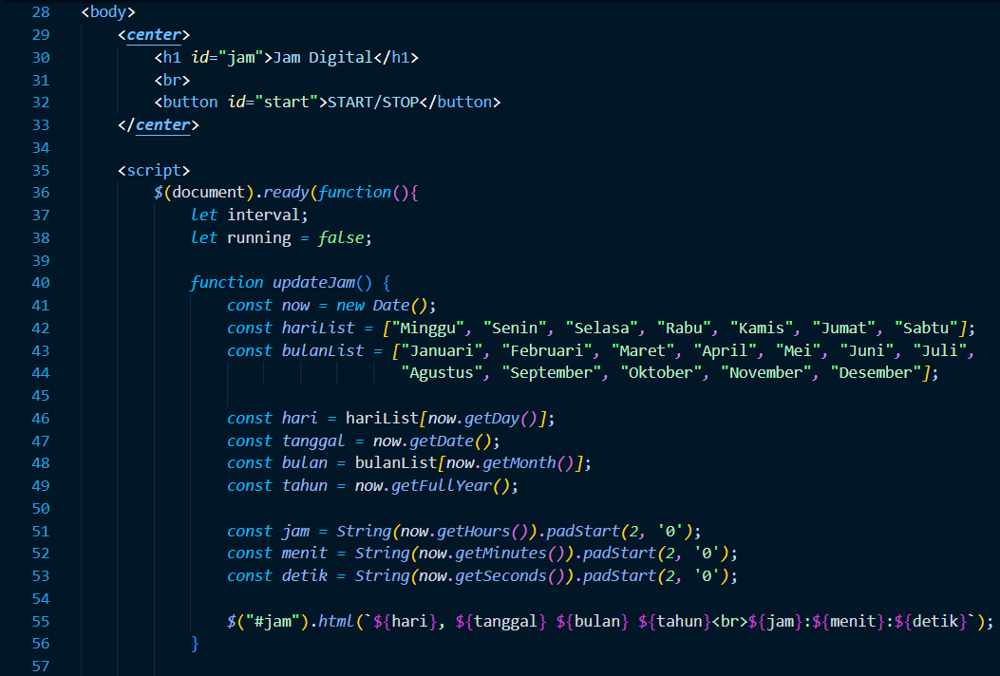 28 <body>
29 <center>
30 <h1 id="jam">Jam Digital</h1>
31 <br>
32 <button id="start">START/STOP</button>
33 </center>
34
35 <script>
36 $(document).ready(function(){
37 let interval;
38 let running = false;
39
40 function updateJam() {
41 const now = new Date();
42 const hariList = ["Minggu", "Senin", "Selasa", "Rabu", "Kamis", "Jumat", "Sabtu"];
43 const bulanList = ["Januari", "Februari", "Maret", "April", "Mei", "Juni", "Juli",
44 "Agustus", "September", "Oktober", "November", "Desember"];
45
46 const hari = hariList[now.getDay()];
47 const tanggal = now.getDate();
48 const bulan = bulanList[now.getMonth()];
49 const tahun = now.getFullYear();
50
51 const jam = String(now.getHours()).padStart(2, '0');
52 const menit = String(now.getMinutes()).padStart(2, '0');
53 const detik = String(now.getSeconds()).padStart(2, '0');
54
55 $("#jam").html(`${hari}, ${tanggal} ${bulan} ${tahun}<br>${jam}:${menit}:${detik}`);
56 }
57